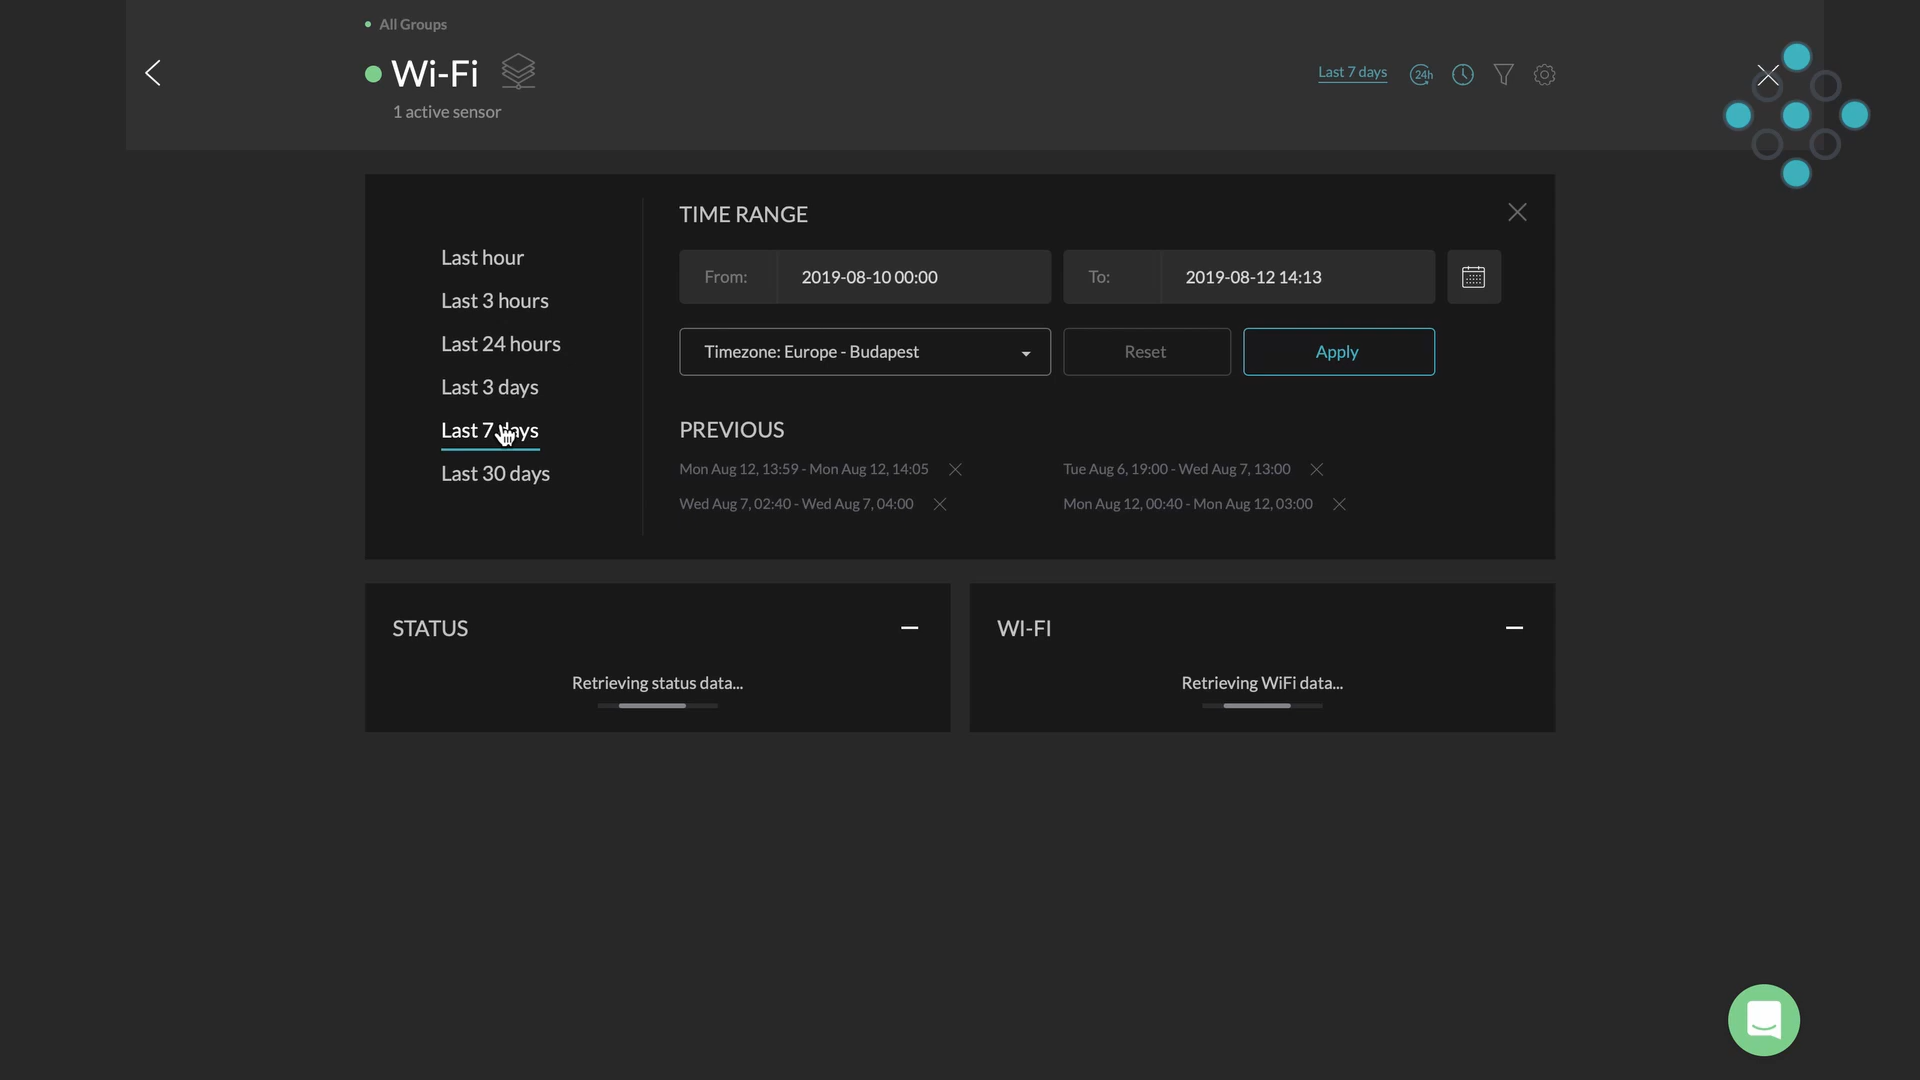 All Groups
Wi-Fi
1 active sensor
Last 7 days
24h
TIME RANGE
Last hour
Last 3 hours
Last 24 hours
Last 3 days
Last 7 days
Last 30 days
From:
2019-08-10 00:00
To:
2019-08-12 14:13
Timezone: Europe - Budapest
Reset
Apply
PREVIOUS
Mon Aug 12, 13:59 - Mon Aug 12, 14:05
Tue Aug 6, 19:00 - Wed Aug 7, 13:00
Wed Aug 7, 02:40 - Wed Aug 7, 04:00
Mon Aug 12, 00:40 - Mon Aug 12, 03:00
STATUS
Retrieving status data...
WI-FI
Retrieving WiFi data...